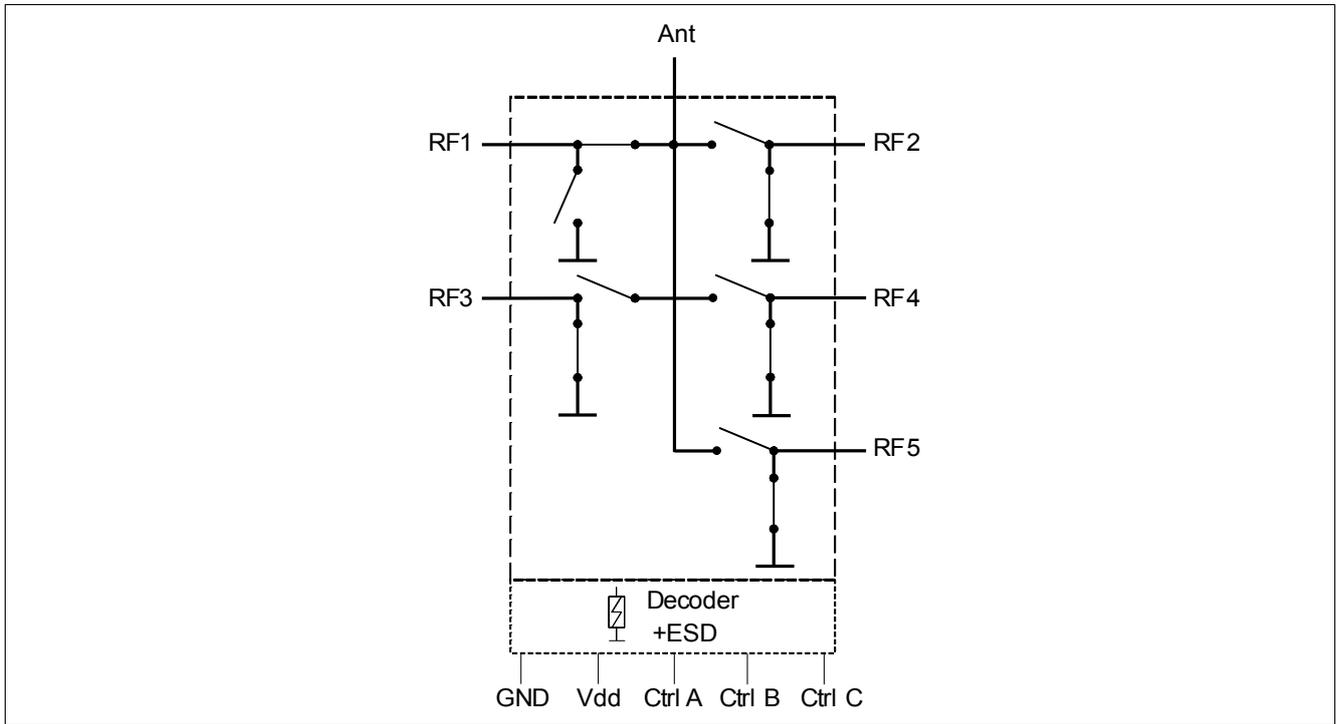 Ant
RF1
RF2
RF3
RF4
RF5
Decoder
+ESD
GND Vdd Ctrl A Ctrl B Ctrl C